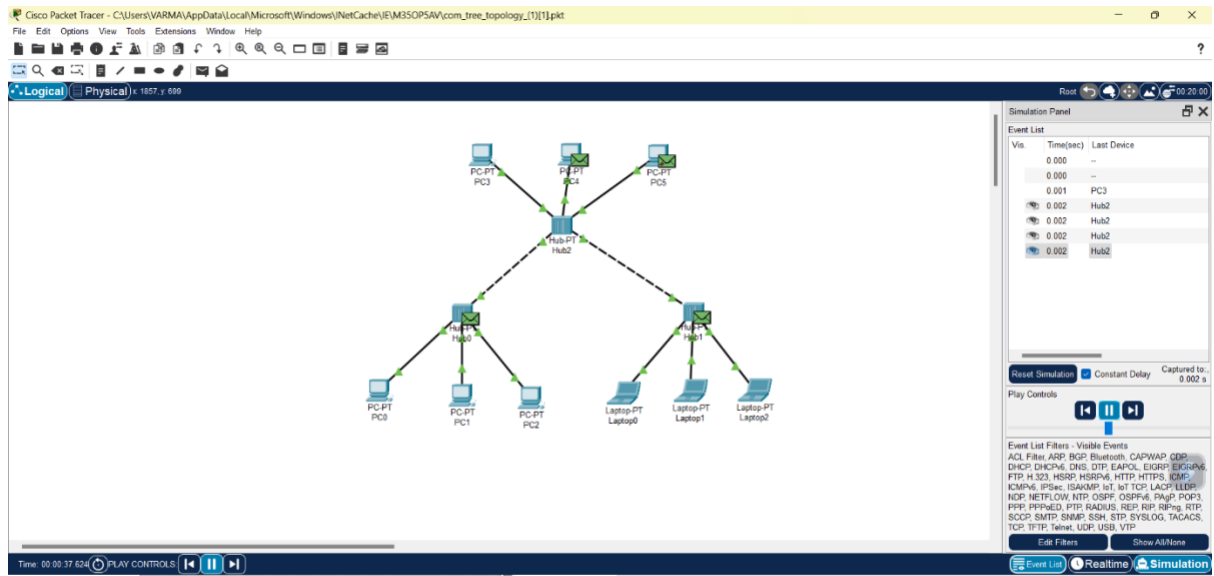 Cisco Packet Tracer - C:\Users\VARMA\AppData\Local\Microsoft\Windows\INetCache\IE\M35OP5AV\com_tree_topology_(1)[1].pkt
File Edit Options View Tools Extensions Window Help
?
Logical Physical x: 1857, y: 699 Root 00:20:00
Simulation Panel
Event List
Vis. Time(sec) Last Device
0.000 --
0.000 --
0.001 PC3
0.002 Hub2
0.002 Hub2
0.002 Hub2
0.002 Hub2
PC-PT
PC3
PC-PT
PC4
PC-PT
PC5
Hub-PT
Hub2
Hub-PT
Hub0
Hub-PT
Hub1
PC-PT
PC0
PC-PT
PC1
PC-PT
PC2
Laptop-PT
Laptop0
Laptop-PT
Laptop1
Laptop-PT
Laptop2
Reset Simulation Constant Delay Captured to:..
0.002 s
Play Controls
Event List Filters - Visible Events
ACL Filter, ARP, BGP, Bluetooth, CAPWAP, CDP,
DHCP, DHCPv6, DNS, DTP, EAPOL, EIGRP, EIGRPv6,
FTP, H.323, HSRP, HSRPv6, HTTP, HTTPS, ICMP,
ICMPv6, IPSec, ISAKMP, IoT, IoT TCP, LACP, LLDP,
NDP, NETFLOW, NTP, OSPF, OSPFv6, PAgP, POP3,
PPP, PPPoED, PTP, RADIUS, REP, RIP, RIPng, RTP,
SCCP, SMTP, SNMP, SSH, STP, SYSLOG, TACACS,
TCP, TFTP, Telnet, UDP, USB, VTP
Edit Filters Show All/None
Time: 00:00:37.624 PLAY CONTROLS: Event List Realtime Simulation